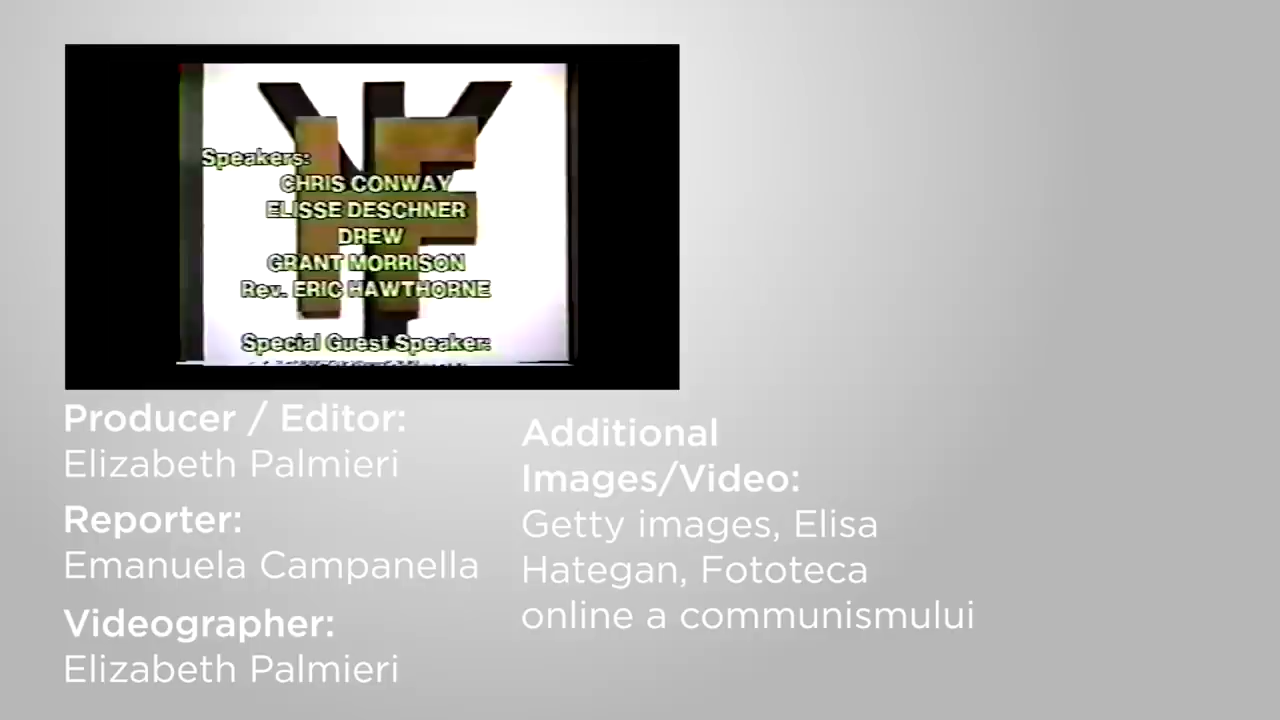 Speakers:
CHRIS CONWAY
ELISSE DESCHNER
DREW
GRANT MORRISON
Rev. ERIC HAWTHORNE
Special Guest Speaker:
Producer / Editor:
Elizabeth Palmieri
Reporter:
Emanuela Campanella
Videographer:
Elizabeth Palmieri
Additional
Images/Video:
Getty images, Elisa
Hategan, Fototeca
online a communismului